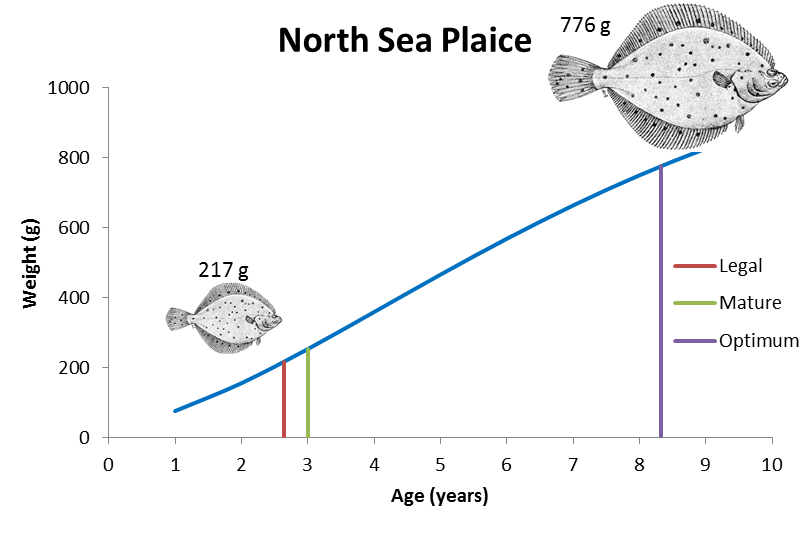 North Sea Plaice
776 g
1000
800
600
400
200
0
Weight (g)
217 g
Legal
Mature
Optimum
0 1 2 3 4 5 6 7 8 9 10
Age (years)